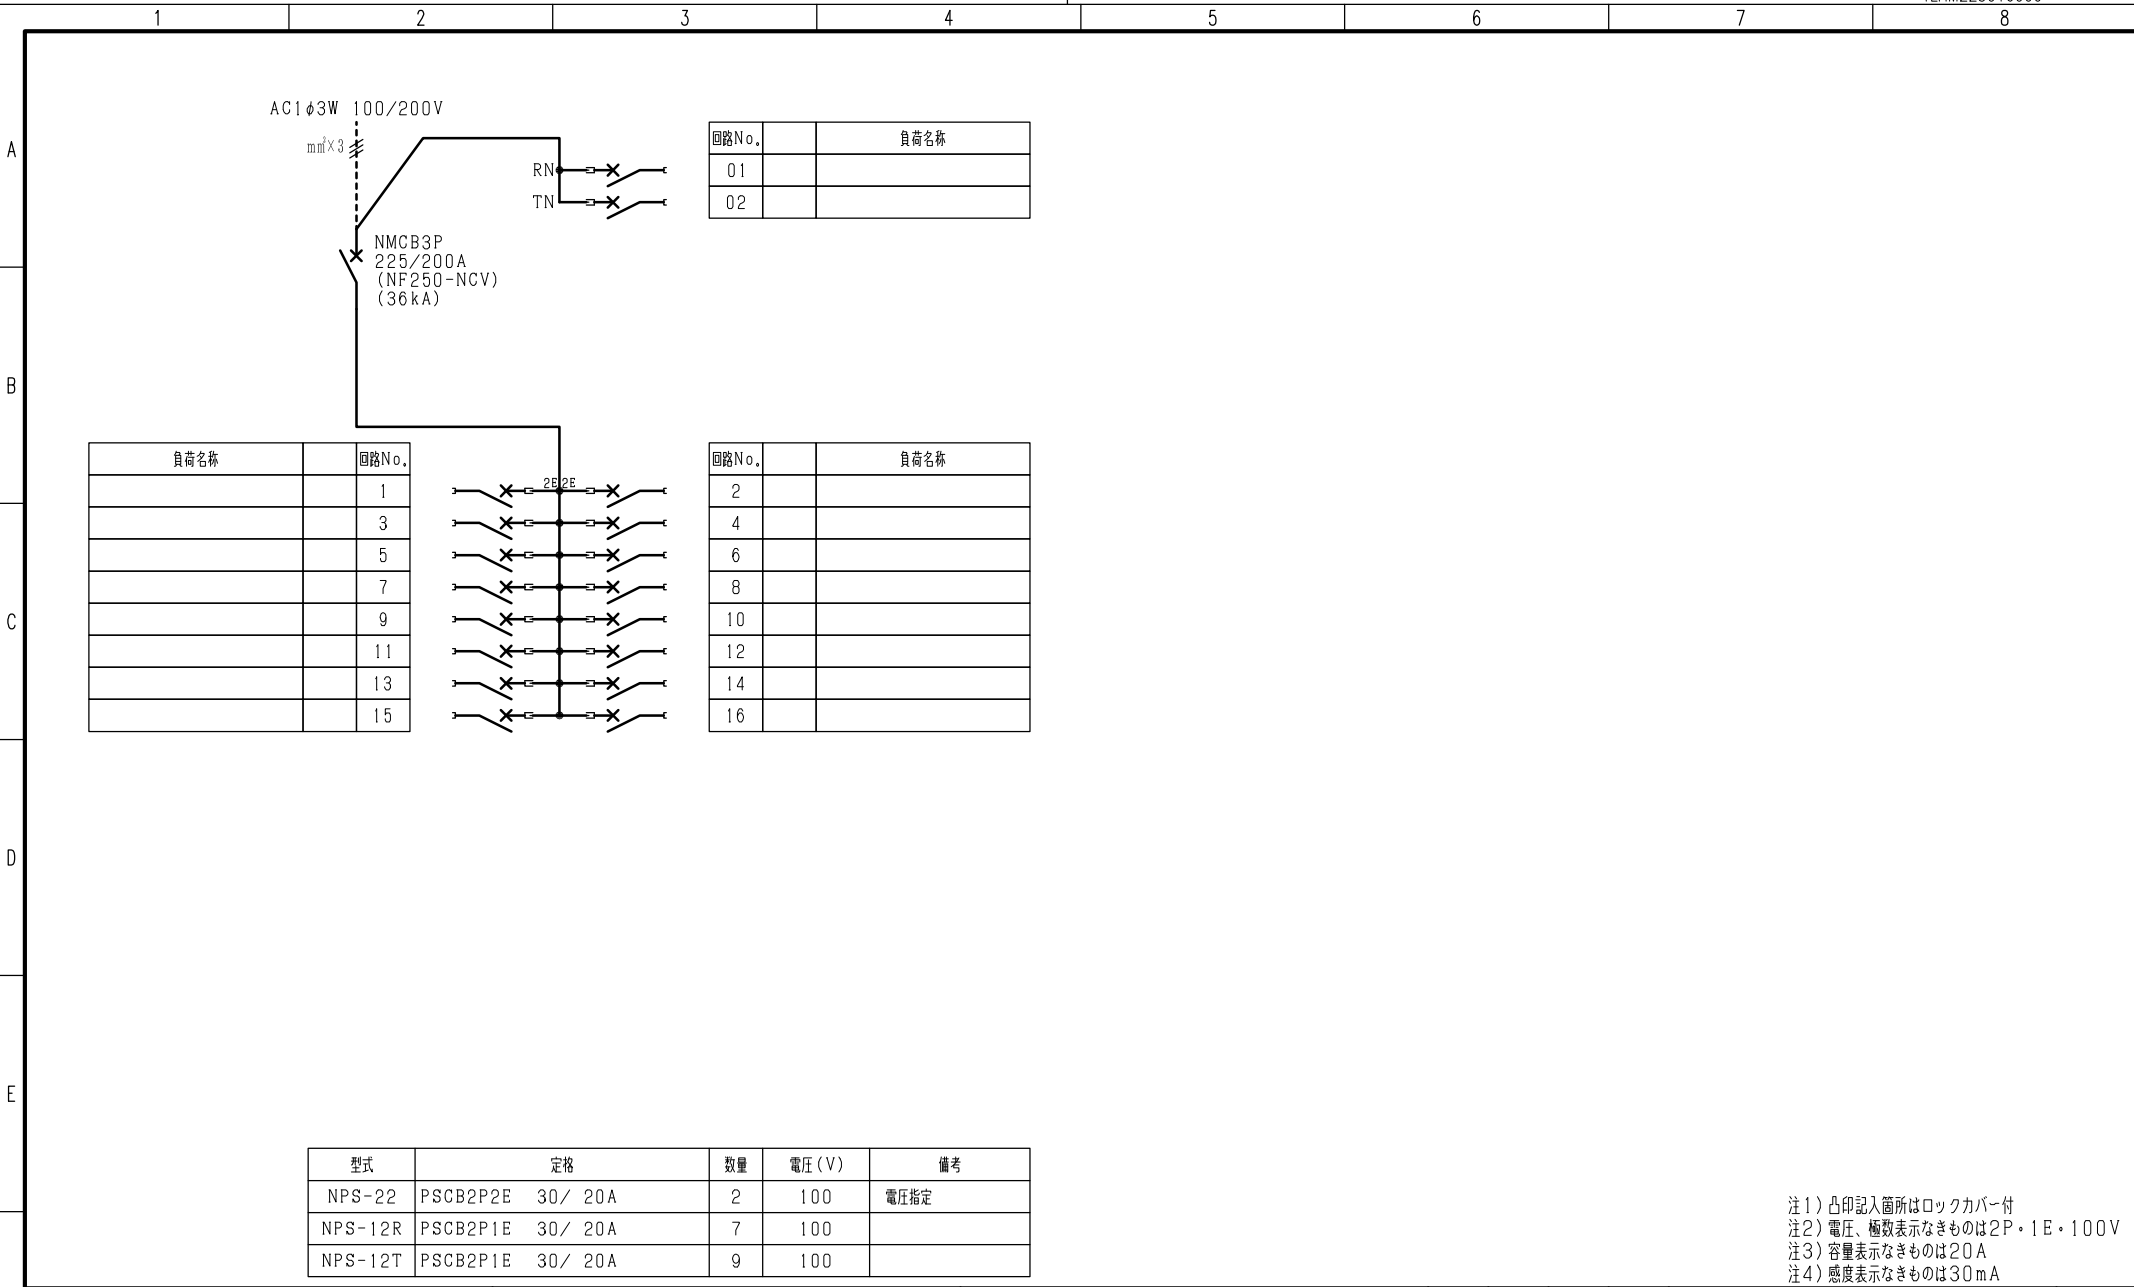 1 2 3 4 5 6 7 8
A
B
C
D
E
AC1φ3W 100/200V
mm²×3
RN
TN
NMCB3P
225/200A
(NF250-NCV)
(36kA)
回路No. 負荷名称
01
02
負荷名称 回路No.
1
3
5
7
9
11
13
15
2E 2E
回路No. 負荷名称
2
4
6
8
10
12
14
16
型式 定格 数量 電圧(V) 備考
NPS-22 PSCB2P2E 30/ 20A 2 100 電圧指定
NPS-12R PSCB2P1E 30/ 20A 7 100
NPS-12T PSCB2P1E 30/ 20A 9 100
注1)凸印記入箇所はロックカバー付
注2)電圧、極数表示なきものは2P・1E・100V
注3)容量表示なきものは20A
注4)感度表示なきものは30mA